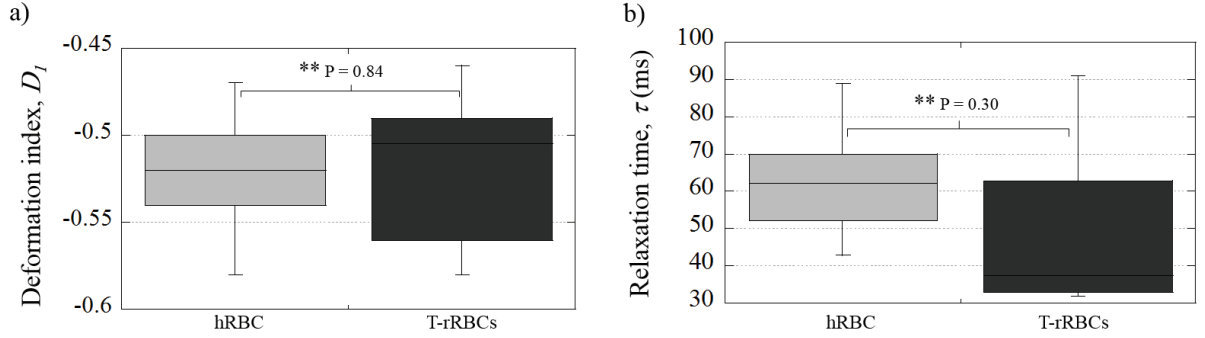 a)
Deformation index, D₁
-0.45
-0.5
-0.55
-0.6
** P = 0.84
hRBC
T-rRBCs
b)
Relaxation time, τ (ms)
100
90
80
70
60
50
40
30
** P = 0.30
hRBC
T-rRBCs